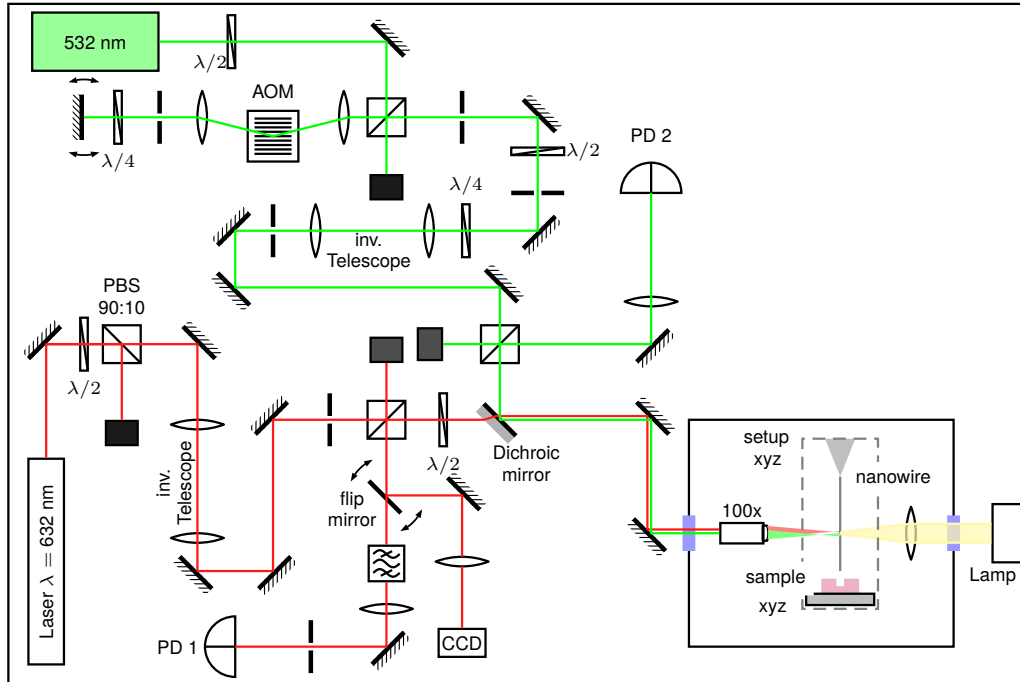 532 nm
λ/2
AOM
λ/4
λ/2
PD 2
λ/4
inv.
Telescope
PBS
90:10
λ/2
Dichroic
mirror
λ/2
inv.
Telescope
flip
mirror
Laser λ = 632 nm
PD 1
CCD
setup
xyz
nanowire
100x
sample
xyz
Lamp